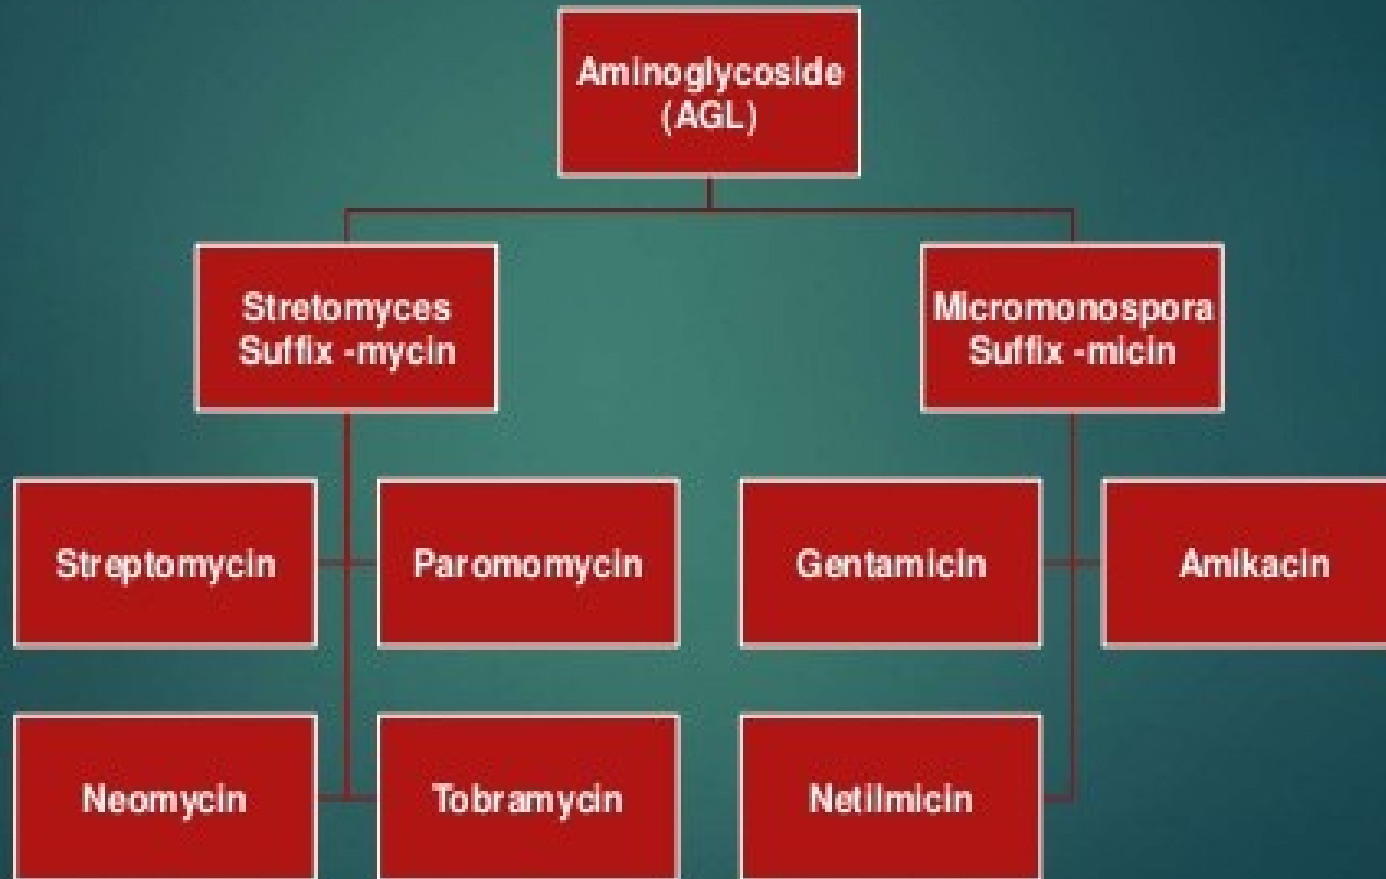 Aminoglycoside
(AGL)
Stretomyces
Suffix -mycin
Micromonospora
Suffix -micin
Streptomycin
Paromomycin
Gentamicin
Amikacin
Neomycin
Tobramycin
Netilmicin